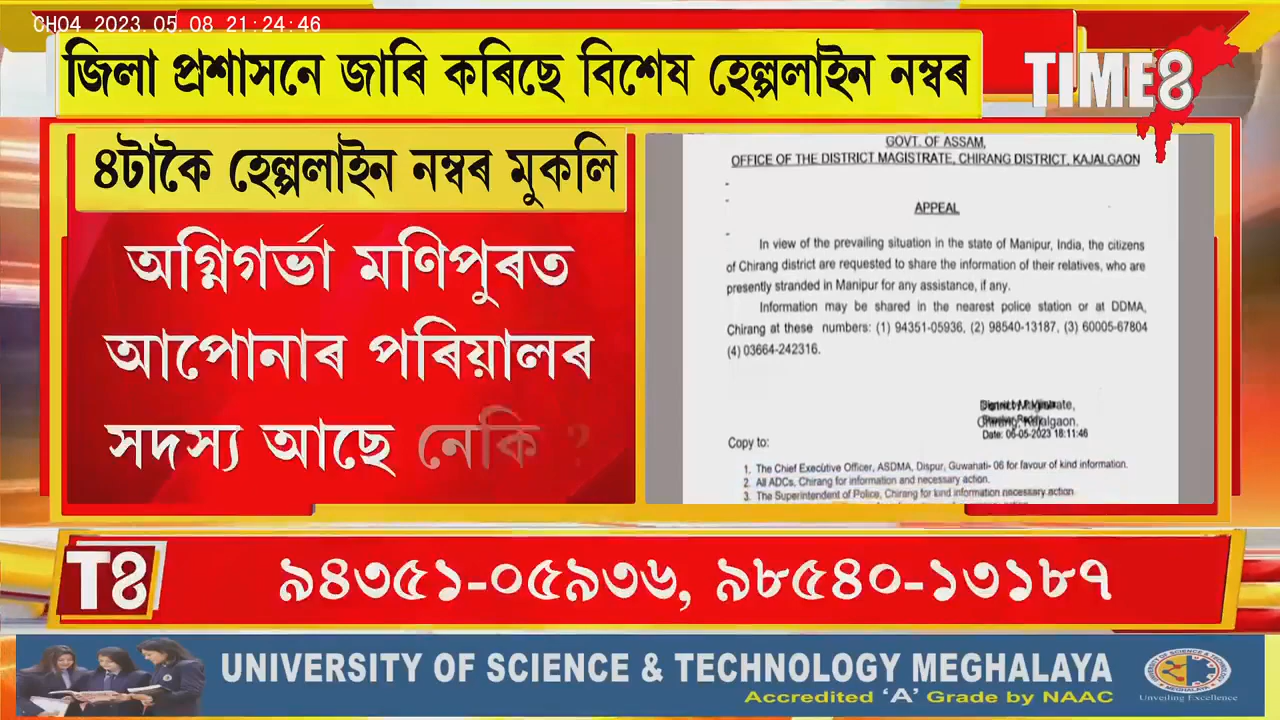 CH04 2023.05.08 21:24:46
জিলা প্ৰশাসনে জাৰি কৰিছে বিশেষ হেল্পলাইন নম্বৰ
TIME8
৪টাকৈ হেল্পলাইন নম্বৰ মুকলি
অগ্নিগৰ্ভা মণিপুৰত
আপোনাৰ পৰিয়ালৰ
সদস্য আছে নেকি ?
GOVT. OF ASSAM,
OFFICE OF THE DISTRICT MAGISTRATE, CHIRANG DISTRICT, KAJALGAON
APPEAL
In view of the prevailing situation in the state of Manipur, India, the citizens
of Chirang district are requested to share the information of their relatives, who are
presently stranded in Manipur for any assistance, if any.
Information may be shared in the nearest police station or at DDMA,
Chirang at these numbers: (1) 94351-05936, (2) 98540-13187, (3) 60005-67804
(4) 03664-242316.
District Magistrate,
Chirang, Kajalgaon.
Date: 06-05-2023 18:11:46
Copy to:
1. The Chief Executive Officer, ASDMA, Dispur, Guwahati- 06 for favour of kind information.
2. All ADCs, Chirang for information and necessary action.
3. The Superintendent of Police, Chirang for kind information necessary action
T8
৯৪৩৫১-০৫৯৩৬, ৯৮৫৪০-১৩১৮৭
UNIVERSITY OF SCIENCE & TECHNOLOGY MEGHALAYA
Accredited ‘A’ Grade by NAAC
Unveiling Excellence